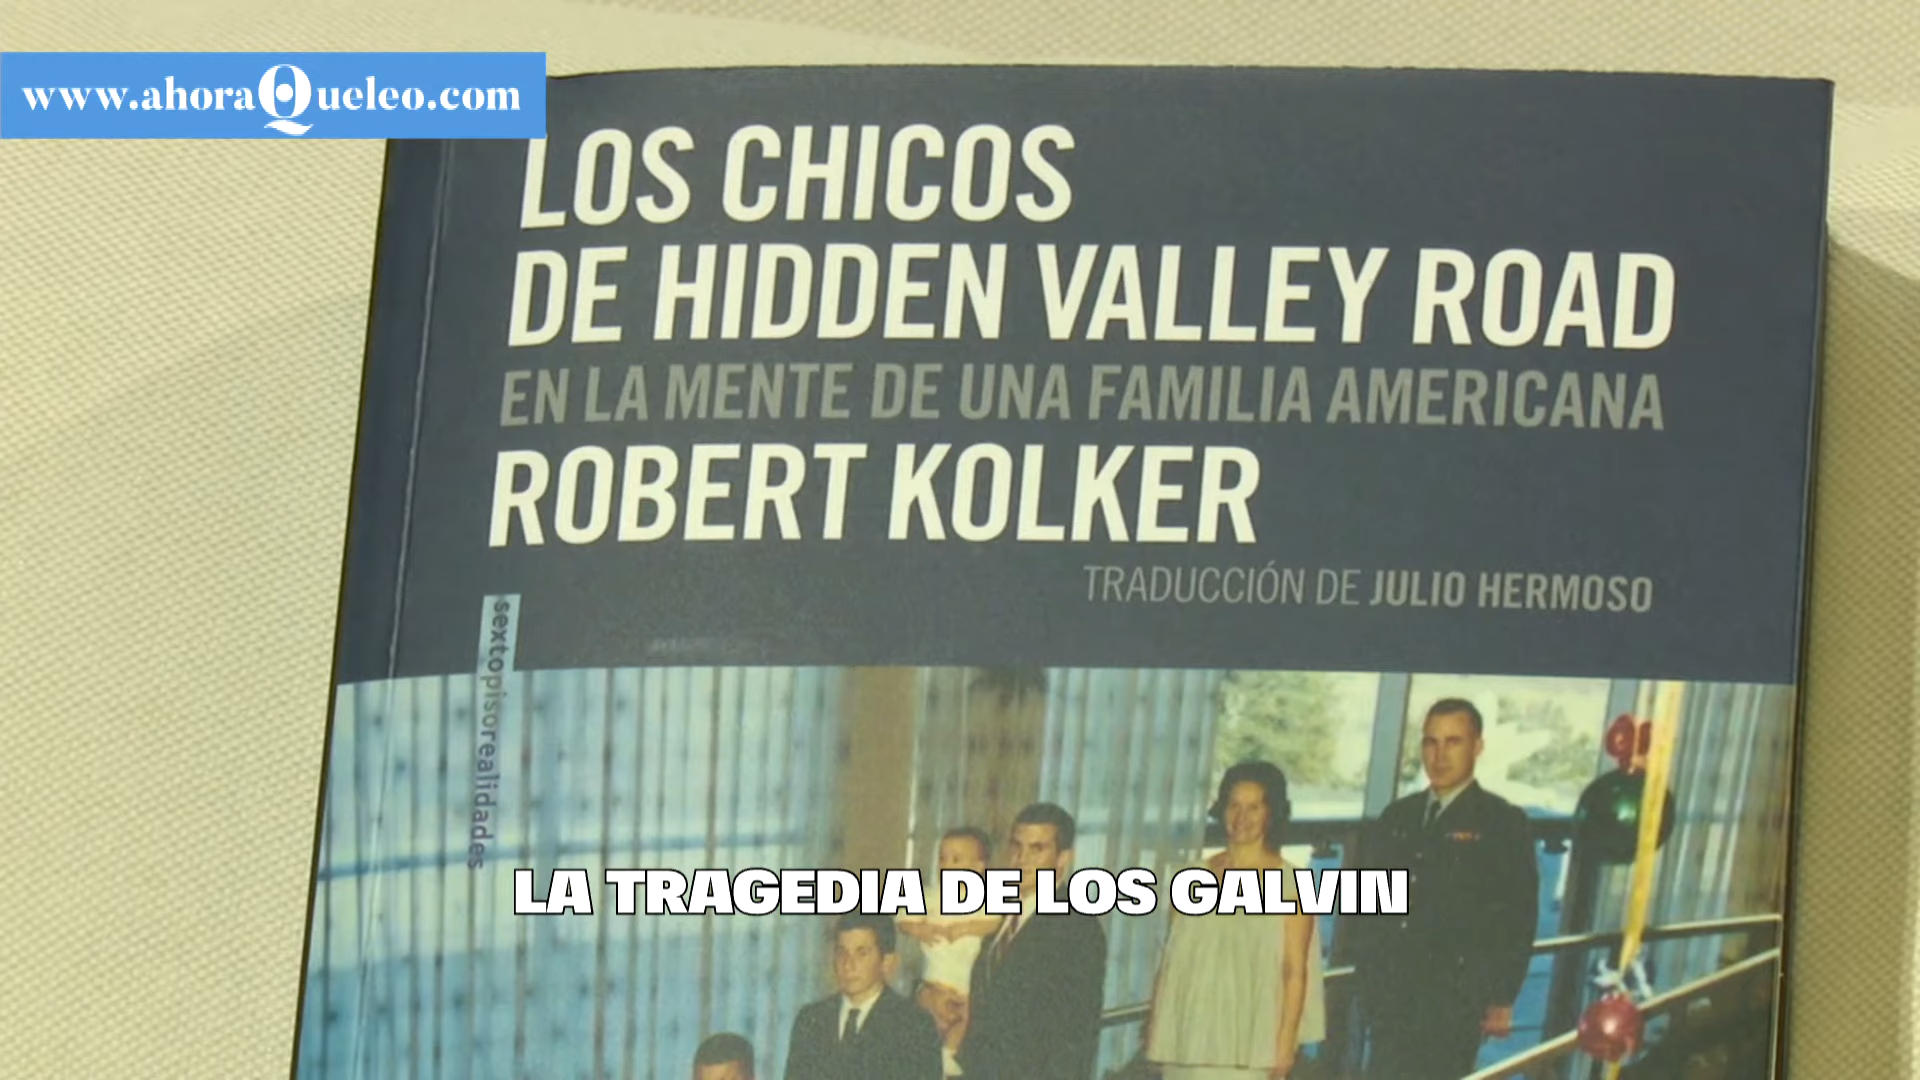 www.ahoraQueleo.com
LOS CHICOS
DE HIDDEN VALLEY ROAD
EN LA MENTE DE UNA FAMILIA AMERICANA
ROBERT KOLKER
TRADUCCIÓN DE JULIO HERMOSO
sextopisorealidades
LA TRAGEDIA DE LOS GALVIN